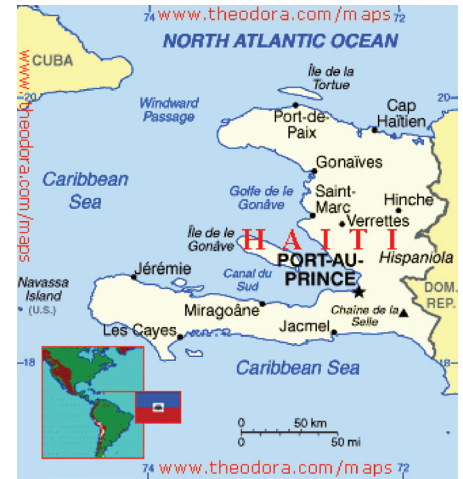 74 www.theodora.com/maps 72
NORTH ATLANTIC OCEAN
CUBA
www.theodora.com/maps
Île de la
Tortue
20
20
Windward
Passage
Port-de-
Paix
Cap
Haïtien
Gonaïves
Caribbean
Sea
Golfe de la
Gonâve
Saint-
Marc
Hinche
Verrettes
Île de la
Gonâve
HAITI
Hispaniola
PORT-AU-
PRINCE
Jérémie
Canal du
Sud
Navassa
Island
(U.S.)
DOM.
REP.
Miragoâne
Chaîne de la
Selle
Les Cayes
Jacmel
18
18
Caribbean Sea
0 50 km
0 50 mi
74 www.theodora.com/maps 72